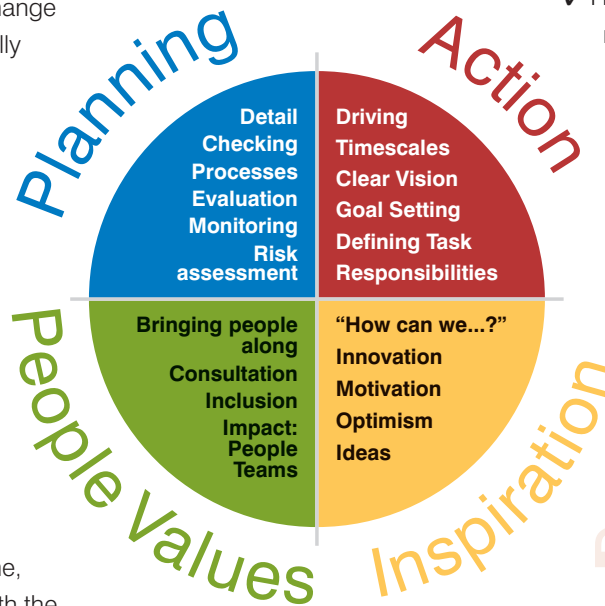 Planning
Detail
Checking
Processes
Evaluation
Monitoring
Risk
assessment
Action
Driving
Timescales
Clear Vision
Goal Setting
Defining Task
Responsibilities
People Values
Bringing people
along
Consultation
Inclusion
Impact:
People
Teams
Inspiration
“How can we...?”
Innovation
Motivation
Optimism
Ideas